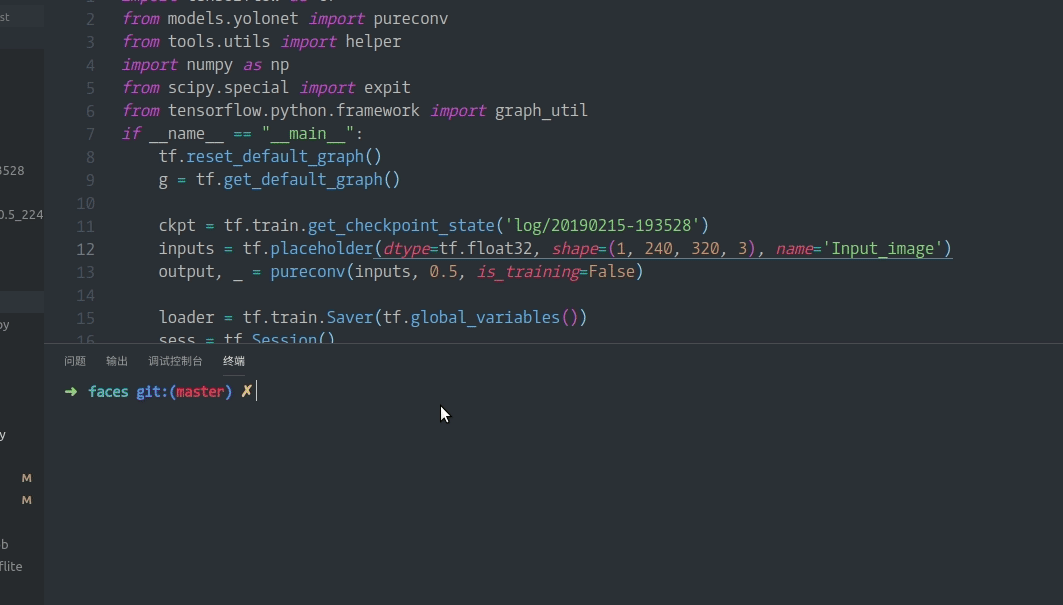 st
3528
0.5_224
py
y
M
M
b
flite
2 from models.yolonet import pureconv
3 from tools.utils import helper
4 import numpy as np
5 from scipy.special import expit
6 from tensorflow.python.framework import graph_util
7 if __name__ == "__main__":
8 tf.reset_default_graph()
9 g = tf.get_default_graph()
10
11 ckpt = tf.train.get_checkpoint_state('log/20190215-193528')
12 inputs = tf.placeholder(dtype=tf.float32, shape=(1, 240, 320, 3), name='Input_image')
13 output, _ = pureconv(inputs, 0.5, is_training=False)
14
15 loader = tf.train.Saver(tf.global_variables())
16 sess = tf.Session()
问题 输出 调试控制台 终端
➜ faces git:(master) ✗